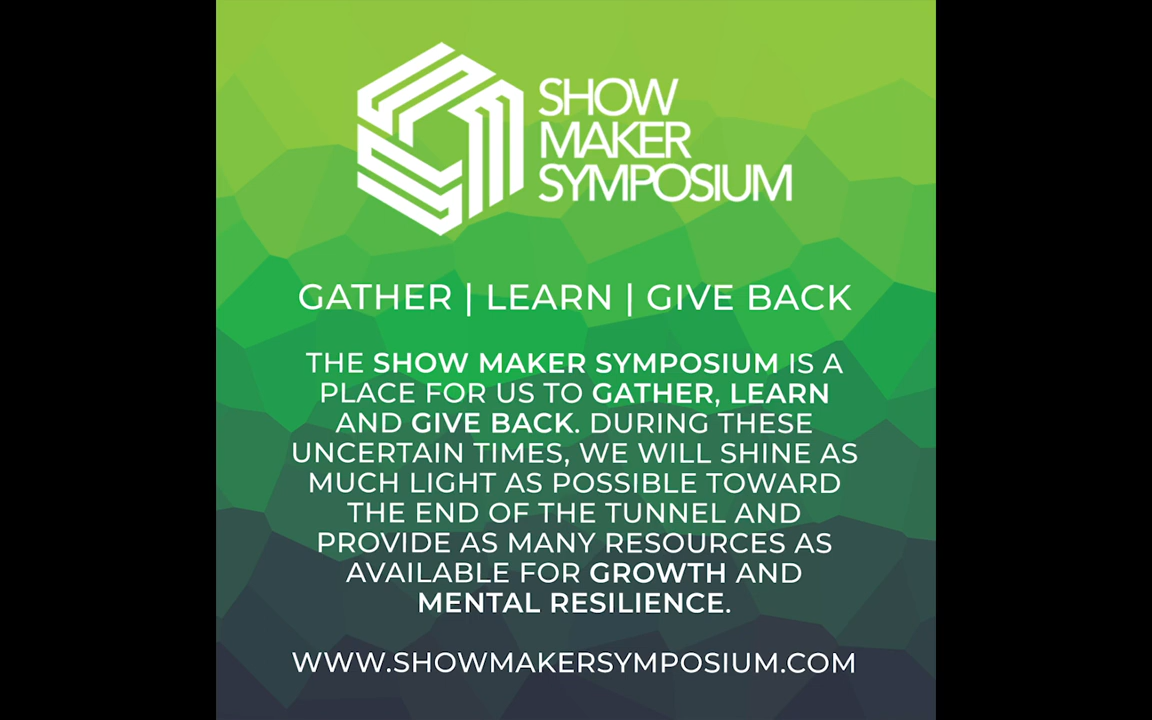 SHOW
MAKER
SYMPOSIUM
GATHER | LEARN | GIVE BACK
THE SHOW MAKER SYMPOSIUM IS A
PLACE FOR US TO GATHER, LEARN
AND GIVE BACK. DURING THESE
UNCERTAIN TIMES, WE WILL SHINE AS
MUCH LIGHT AS POSSIBLE TOWARD
THE END OF THE TUNNEL AND
PROVIDE AS MANY RESOURCES AS
AVAILABLE FOR GROWTH AND
MENTAL RESILIENCE.
WWW.SHOWMAKERSYMPOSIUM.COM